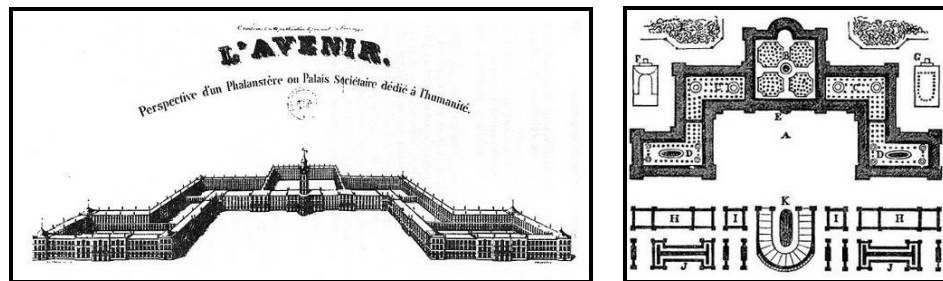 L'AVENIR.
Perspective d'un Phalanstère ou Palais Sociétaire dédié à l'humanité.
F
G
B
C
E
A
D
D
K
H
I
I
H
J
J